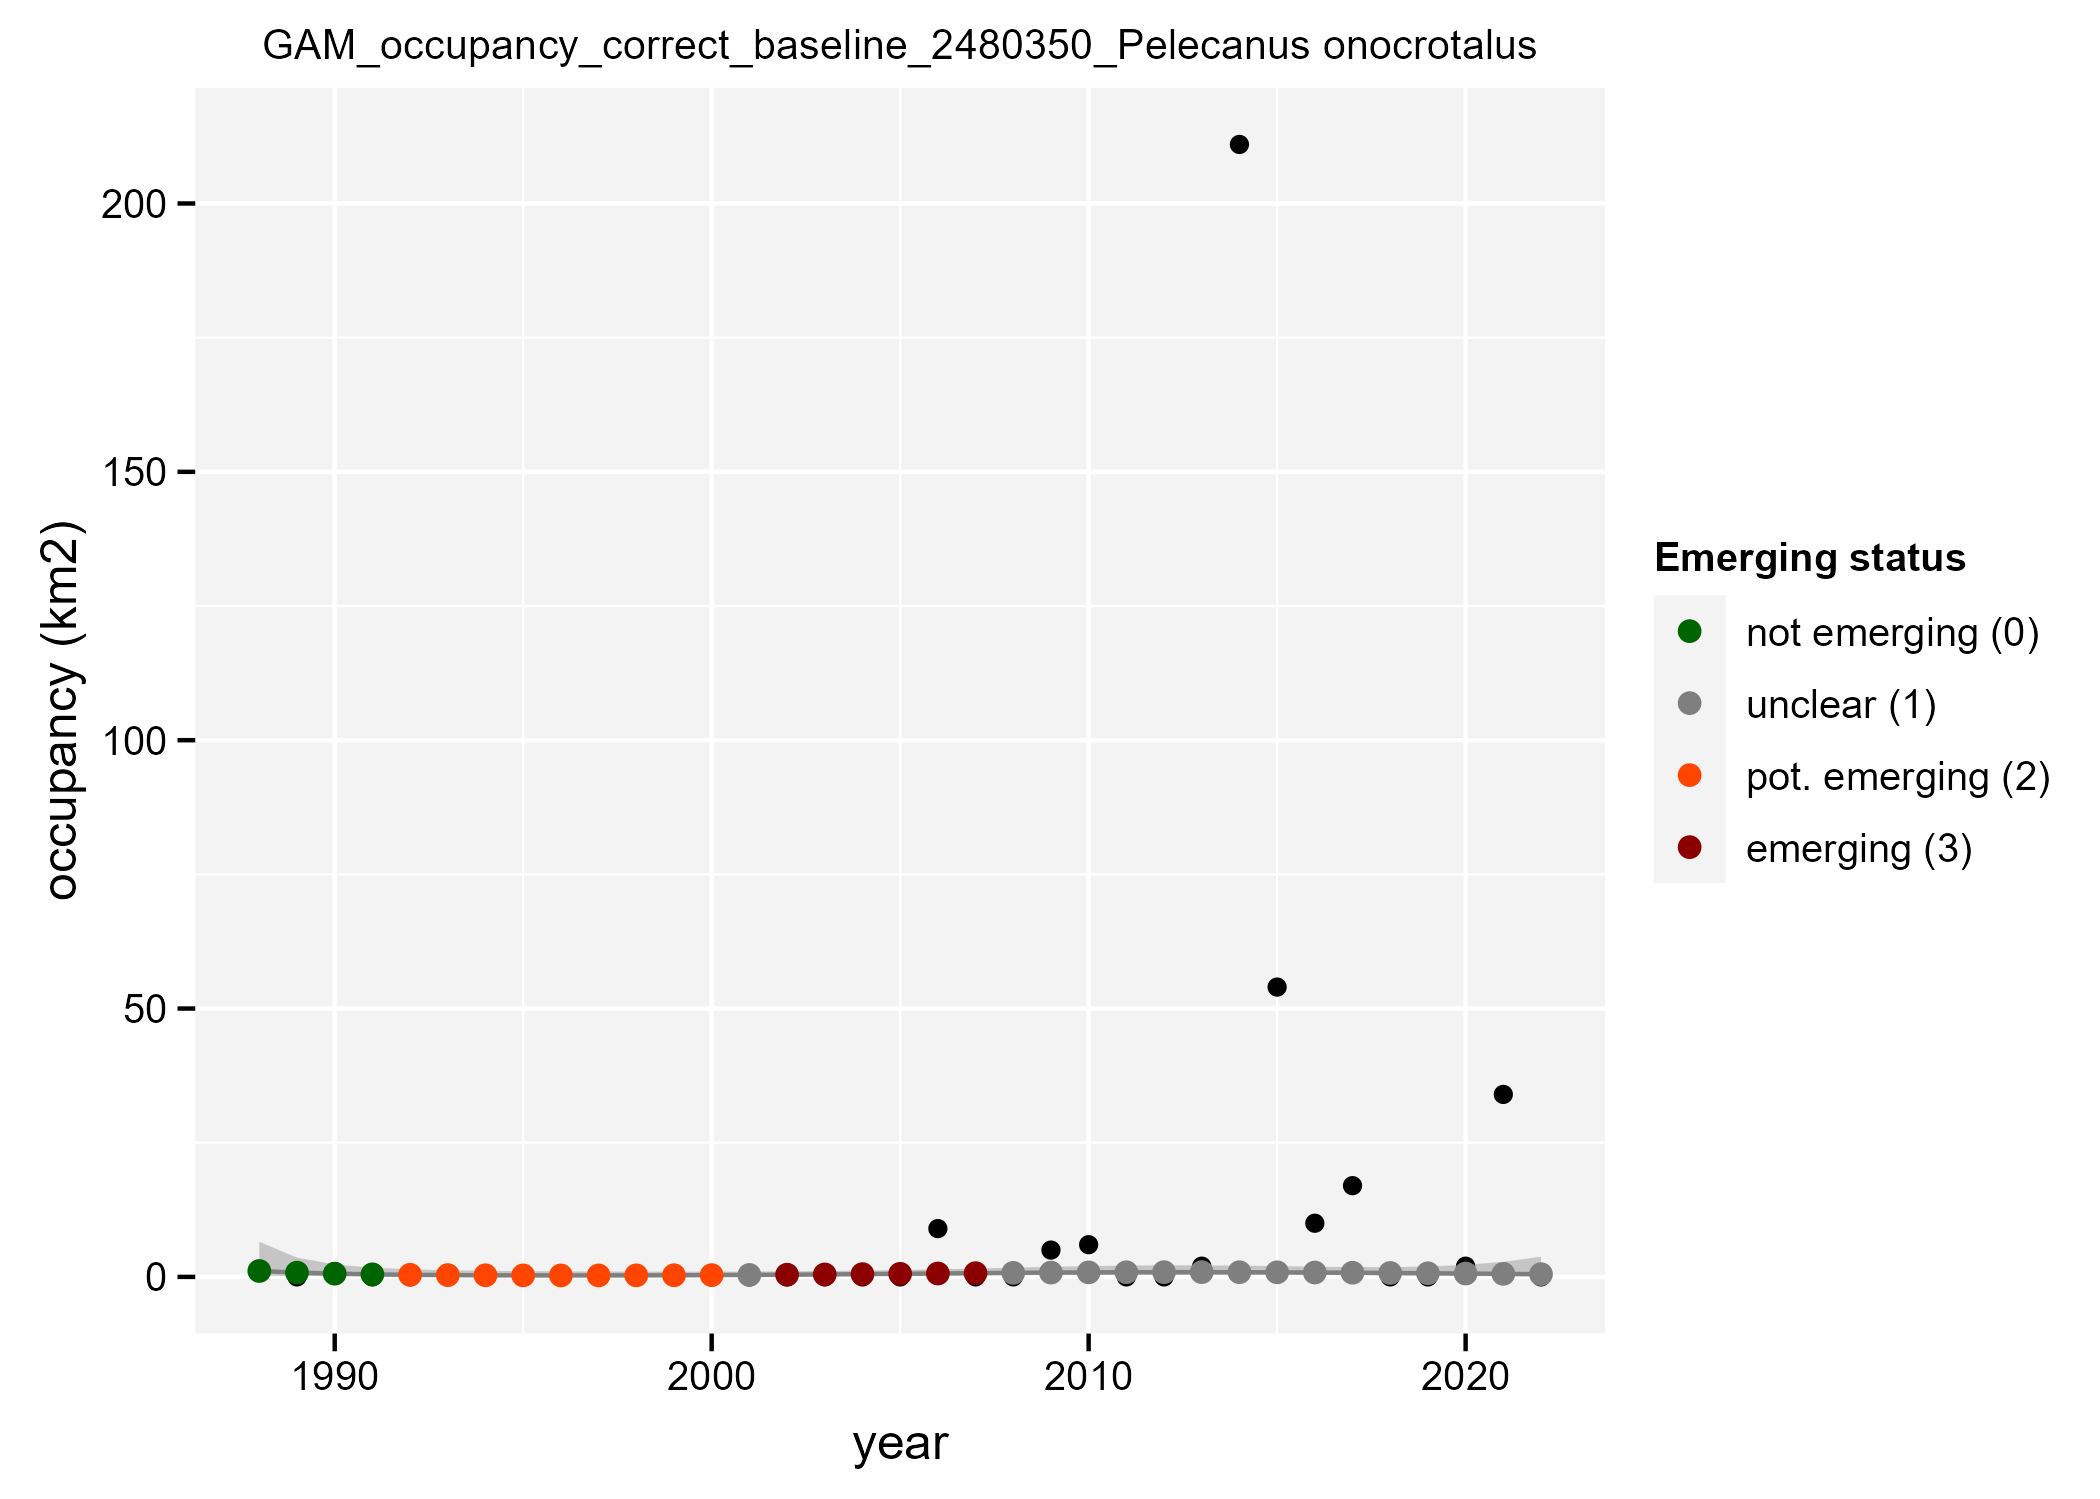 GAM_occupancy_correct_baseline_2480350_Pelecanus onocrotalus
occupancy (km2)
200
150
100
50
0
1990
2000
2010
2020
year
Emerging status
not emerging (0)
unclear (1)
pot. emerging (2)
emerging (3)